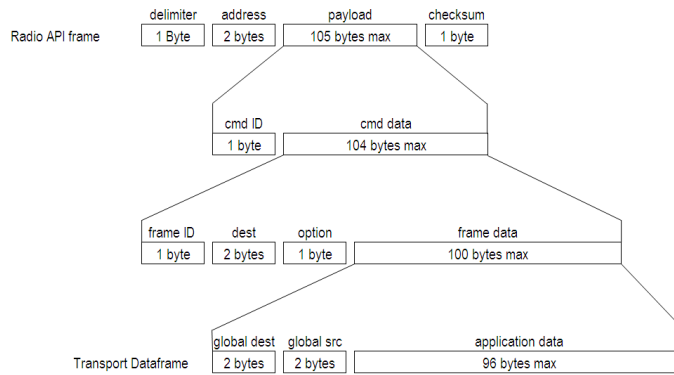 delimiter address payload checksum
Radio API frame 1 Byte 2 bytes 105 bytes max 1 byte
cmd ID cmd data
1 byte 104 bytes max
frame ID dest option frame data
1 byte 2 bytes 1 byte 100 bytes max
global dest global src application data
Transport Dataframe 2 bytes 2 bytes 96 bytes max